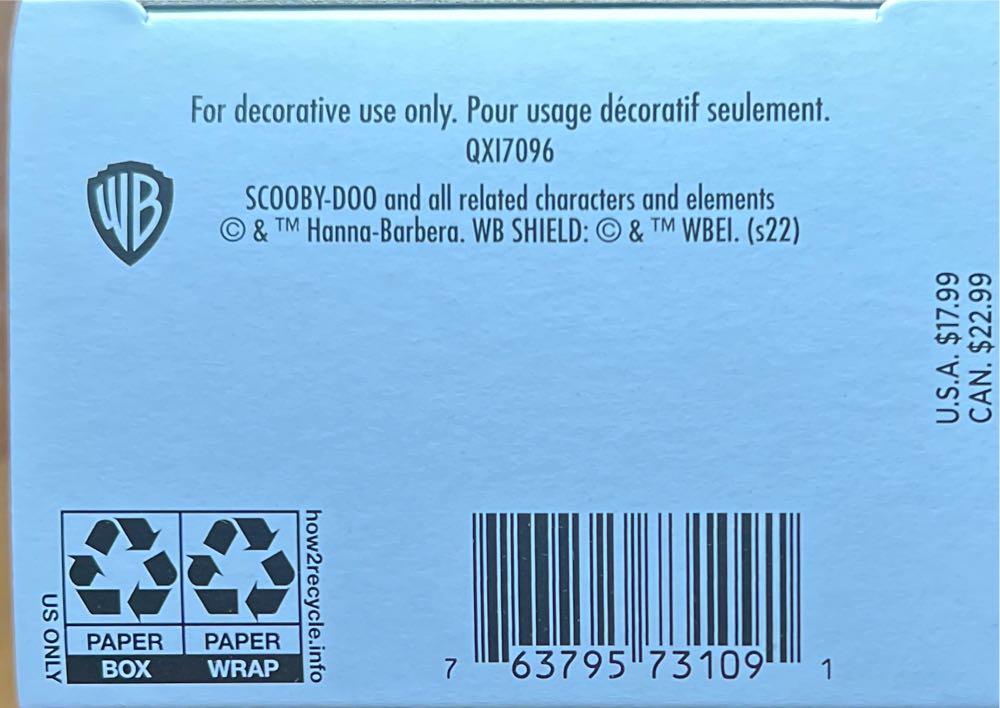 For decorative use only. Pour usage décoratif seulement.
QXI7096
WB
SCOOBY-DOO and all related characters and elements
© & ™ Hanna-Barbera. WB SHIELD: © & ™ WBEI. (s22)
U.S.A. $17.99
CAN. $22.99
US ONLY
PAPER
BOX
PAPER
WRAP
how2recycle.info
7 63795 73109 1